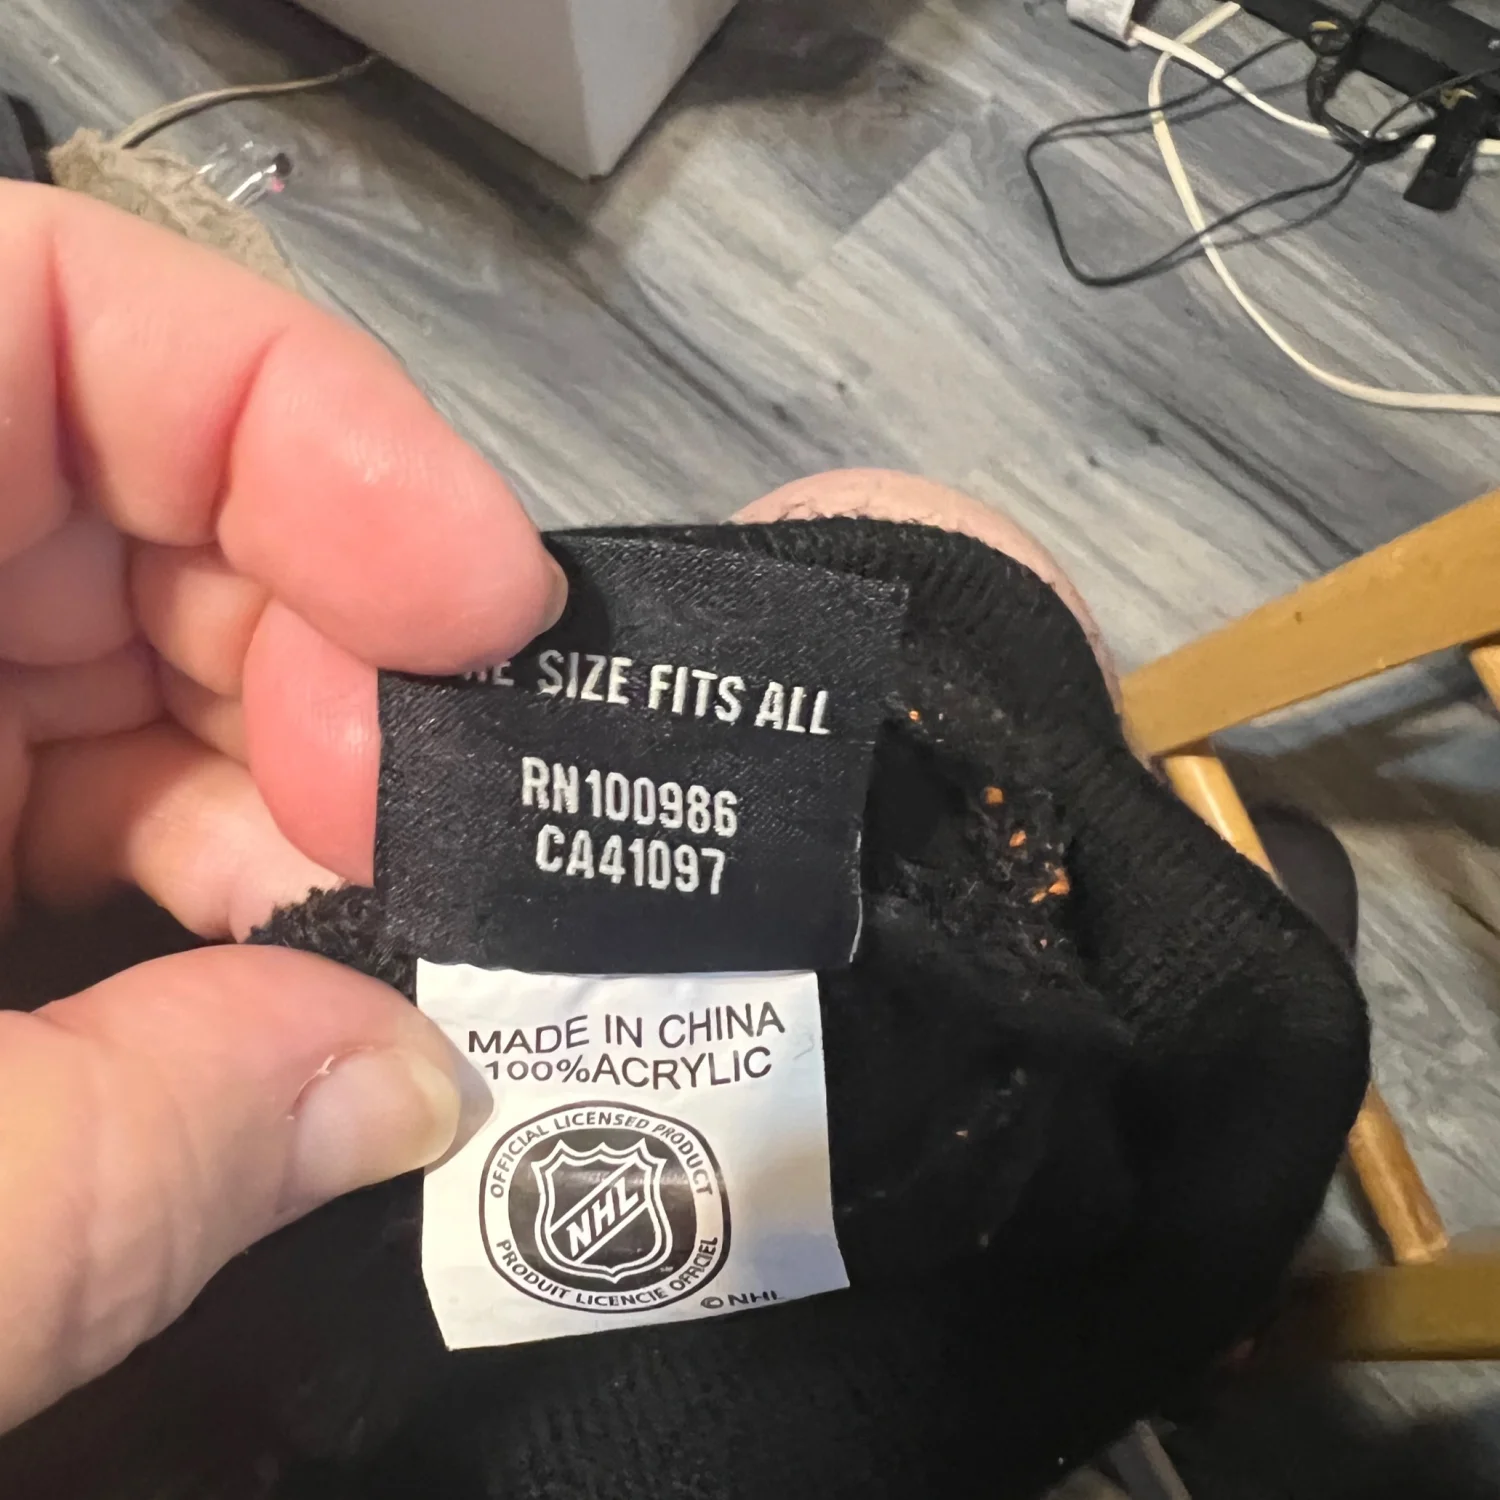 SIZE FITS ALL
RN100986
CA41097
MADE IN CHINA
100%ACRYLIC
OFFICIAL LICENSED PRODUCT
NHL
PRODUIT LICENCIE OFFICIEL
©NHL